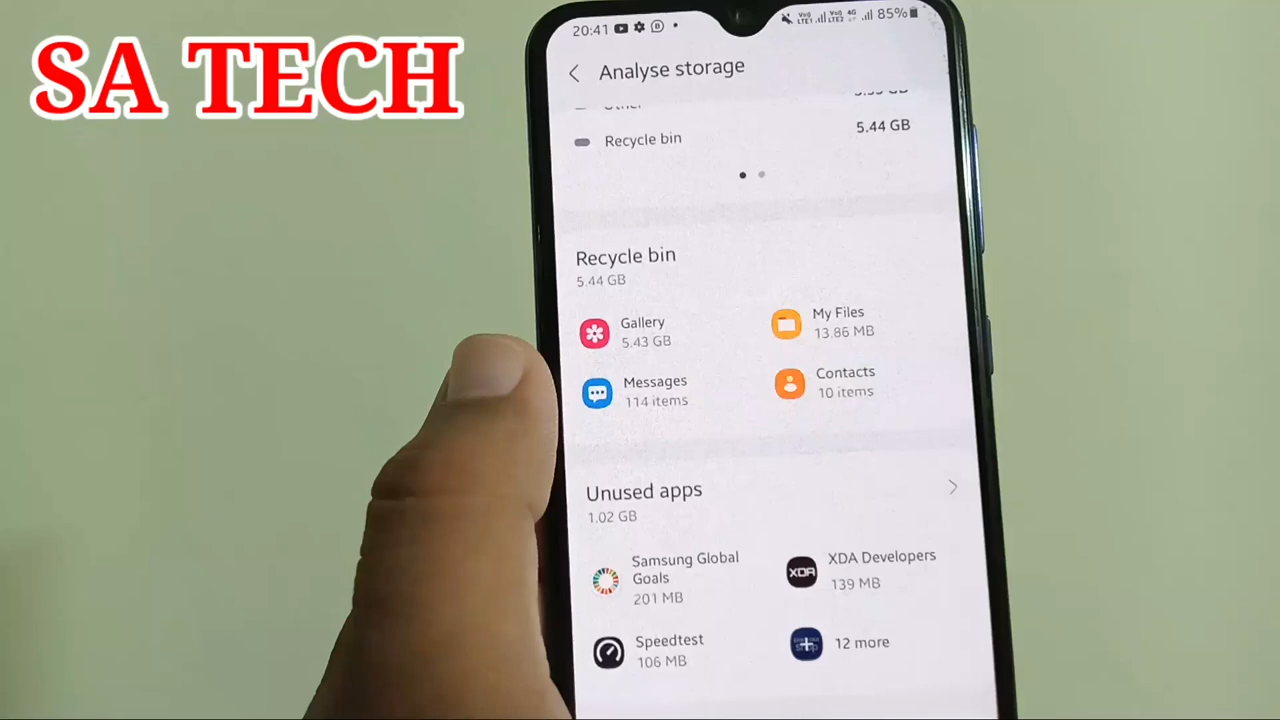 SA TECH
20:41
85%
Analyse storage
Other
Recycle bin 5.44 GB
Recycle bin
5.44 GB
Gallery
5.43 GB
My Files
13.86 MB
Messages
114 items
Contacts
10 items
Unused apps
1.02 GB
Samsung Global
Goals
201 MB
XDA
XDA Developers
139 MB
Speedtest
106 MB
12 more